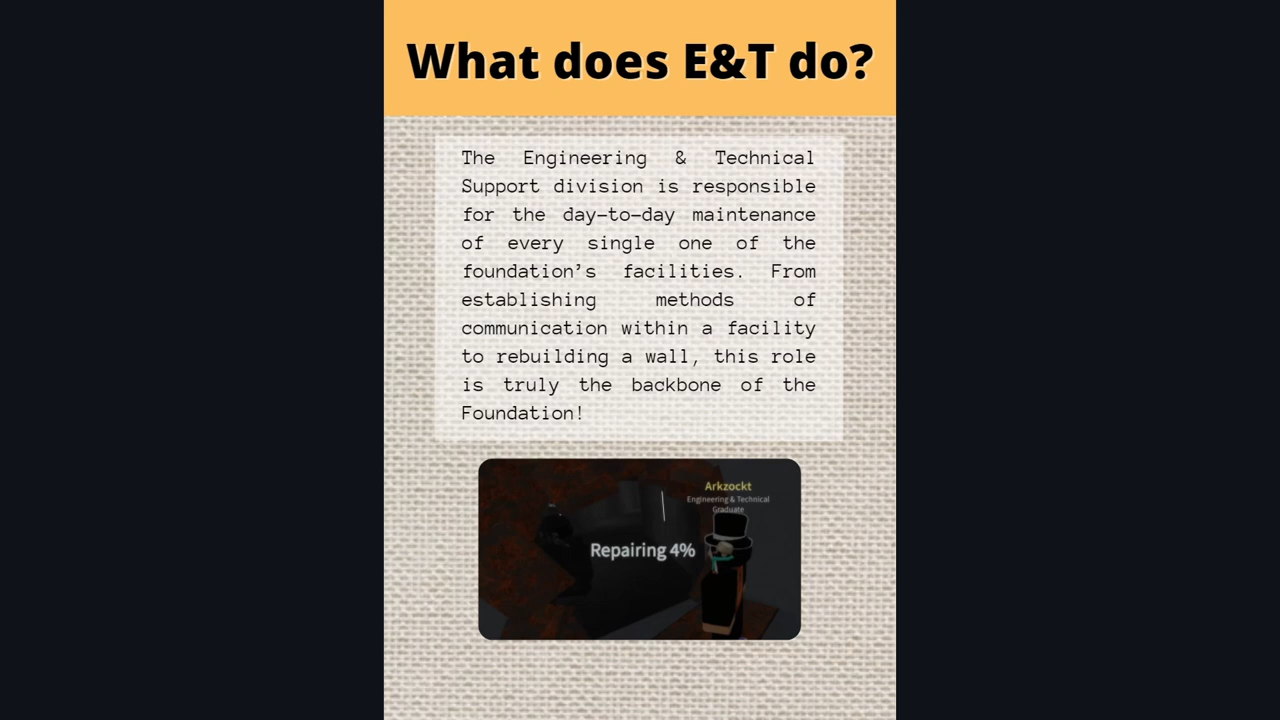 What does E&T do?
The Engineering & Technical
Support division is responsible
for the day-to-day maintenance
of every single one of the
foundation's facilities. From
establishing methods of
communication within a facility
to rebuilding a wall, this role
is truly the backbone of the
Foundation!
Arkzockt
Engineering & Technical
Graduate
Repairing 4%